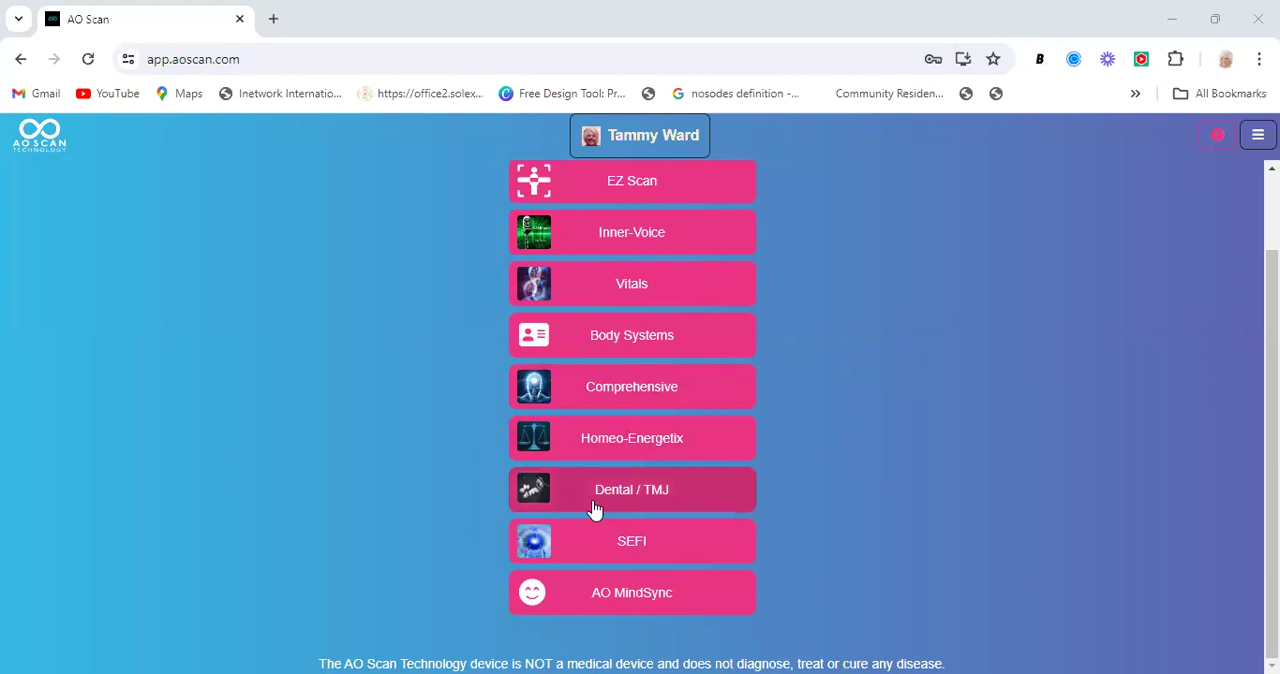 AO Scan
app.aoscan.com
B
Gmail
YouTube
Maps
Inetwork Internatio...
https://office2.solex...
Free Design Tool: Pr...
nosodes definition -...
Community Residen...
All Bookmarks
AO SCAN
TECHNOLOGY
Tammy Ward
EZ Scan
Inner-Voice
Vitals
Body Systems
Comprehensive
Homeo-Energetix
Dental / TMJ
SEFI
AO MindSync
The AO Scan Technology device is NOT a medical device and does not diagnose, treat or cure any disease.